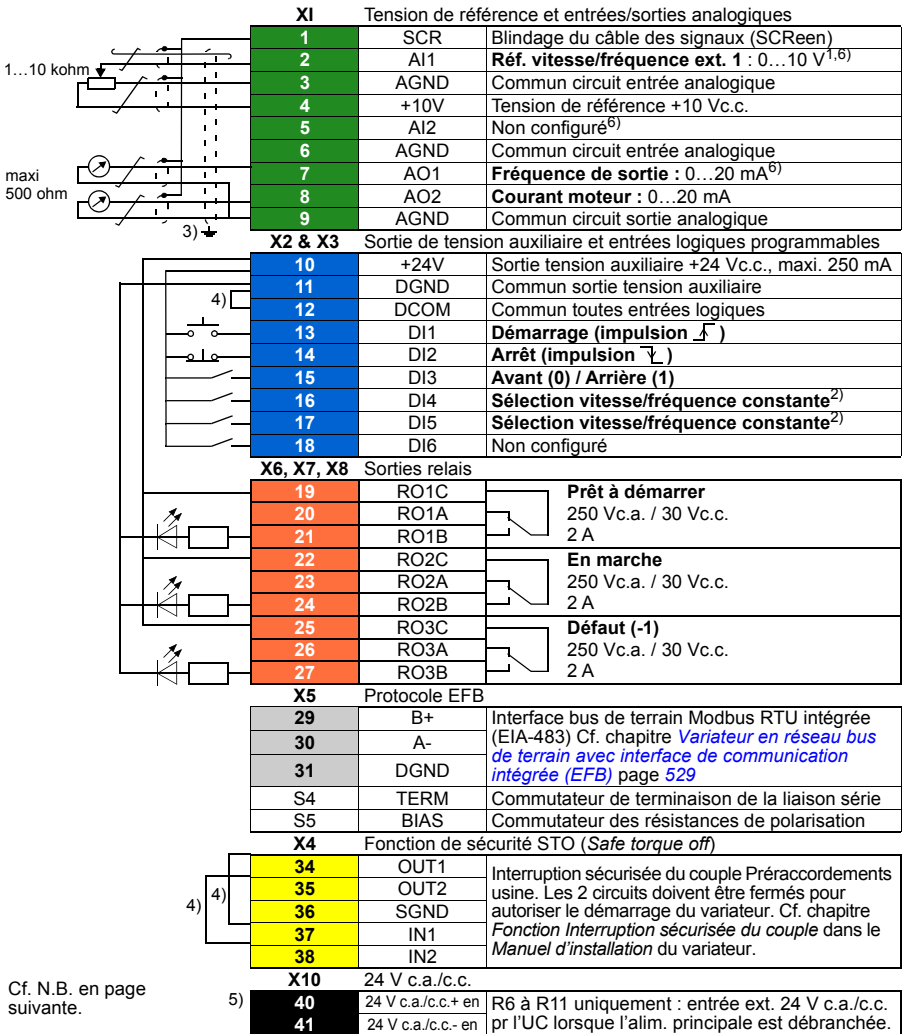 XI Tension de référence et entrées/sorties analogiques
1 SCR Blindage du câble des signaux (SCReen)
1…10 kohm 2 AI1 Réf. vitesse/fréquence ext. 1 : 0…10 V1,6)
3 AGND Commun circuit entrée analogique
4 +10V Tension de référence +10 Vc.c.
5 AI2 Non configuré6)
6 AGND Commun circuit entrée analogique
maxi 7 AO1 Fréquence de sortie : 0…20 mA6)
500 ohm 8 AO2 Courant moteur : 0…20 mA
9 AGND Commun circuit sortie analogique
3)
X2 & X3 Sortie de tension auxiliaire et entrées logiques programmables
10 +24V Sortie tension auxiliaire +24 Vc.c., maxi. 250 mA
11 DGND Commun sortie tension auxiliaire
4) 12 DCOM Commun toutes entrées logiques
13 DI1 Démarrage (impulsion )
14 DI2 Arrêt (impulsion )
15 DI3 Avant (0) / Arrière (1)
16 DI4 Sélection vitesse/fréquence constante2)
17 DI5 Sélection vitesse/fréquence constante2)
18 DI6 Non configuré
X6, X7, X8 Sorties relais
19 RO1C Prêt à démarrer
20 RO1A 250 Vc.a. / 30 Vc.c.
21 RO1B 2 A
22 RO2C En marche
23 RO2A 250 Vc.a. / 30 Vc.c.
24 RO2B 2 A
25 RO3C Défaut (-1)
26 RO3A 250 Vc.a. / 30 Vc.c.
27 RO3B 2 A
X5 Protocole EFB
29 B+ Interface bus de terrain Modbus RTU intégrée
30 A- (EIA-483) Cf. chapitre Variateur en réseau bus
de terrain avec interface de communication
31 DGND intégrée (EFB) page 529
S4 TERM Commutateur de terminaison de la liaison série
S5 BIAS Commutateur des résistances de polarisation
X4 Fonction de sécurité STO (Safe torque off)
34 OUT1 Interruption sécurisée du couple Préraccordements
4) 4) 35 OUT2 usine. Les 2 circuits doivent être fermés pour
36 SGND autoriser le démarrage du variateur. Cf. chapitre
37 IN1 Fonction Interruption sécurisée du couple dans le
38 IN2 Manuel d'installation du variateur.
X10 24 V c.a./c.c.
Cf. N.B. en page
suivante.
5) 40 24 V c.a./c.c.+ en R6 à R11 uniquement : entrée ext. 24 V c.a./c.c.
41 24 V c.a./c.c.- en pr l'UC lorsque l'alim. principale est débranchée.